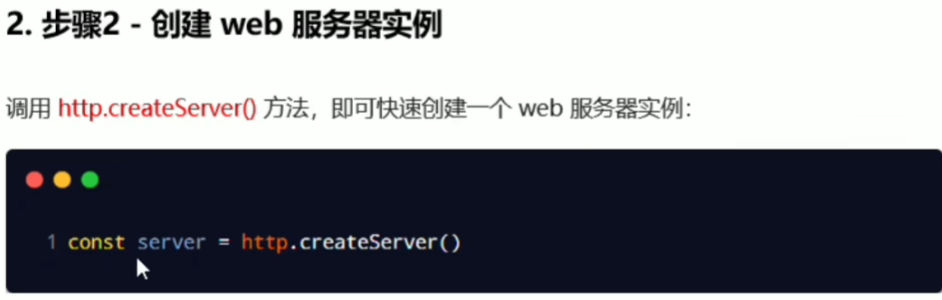 2. 步骤2 - 创建 web 服务器实例
调用 http.createServer() 方法，即可快速创建一个 web 服务器实例：
1 const server = http.createServer()